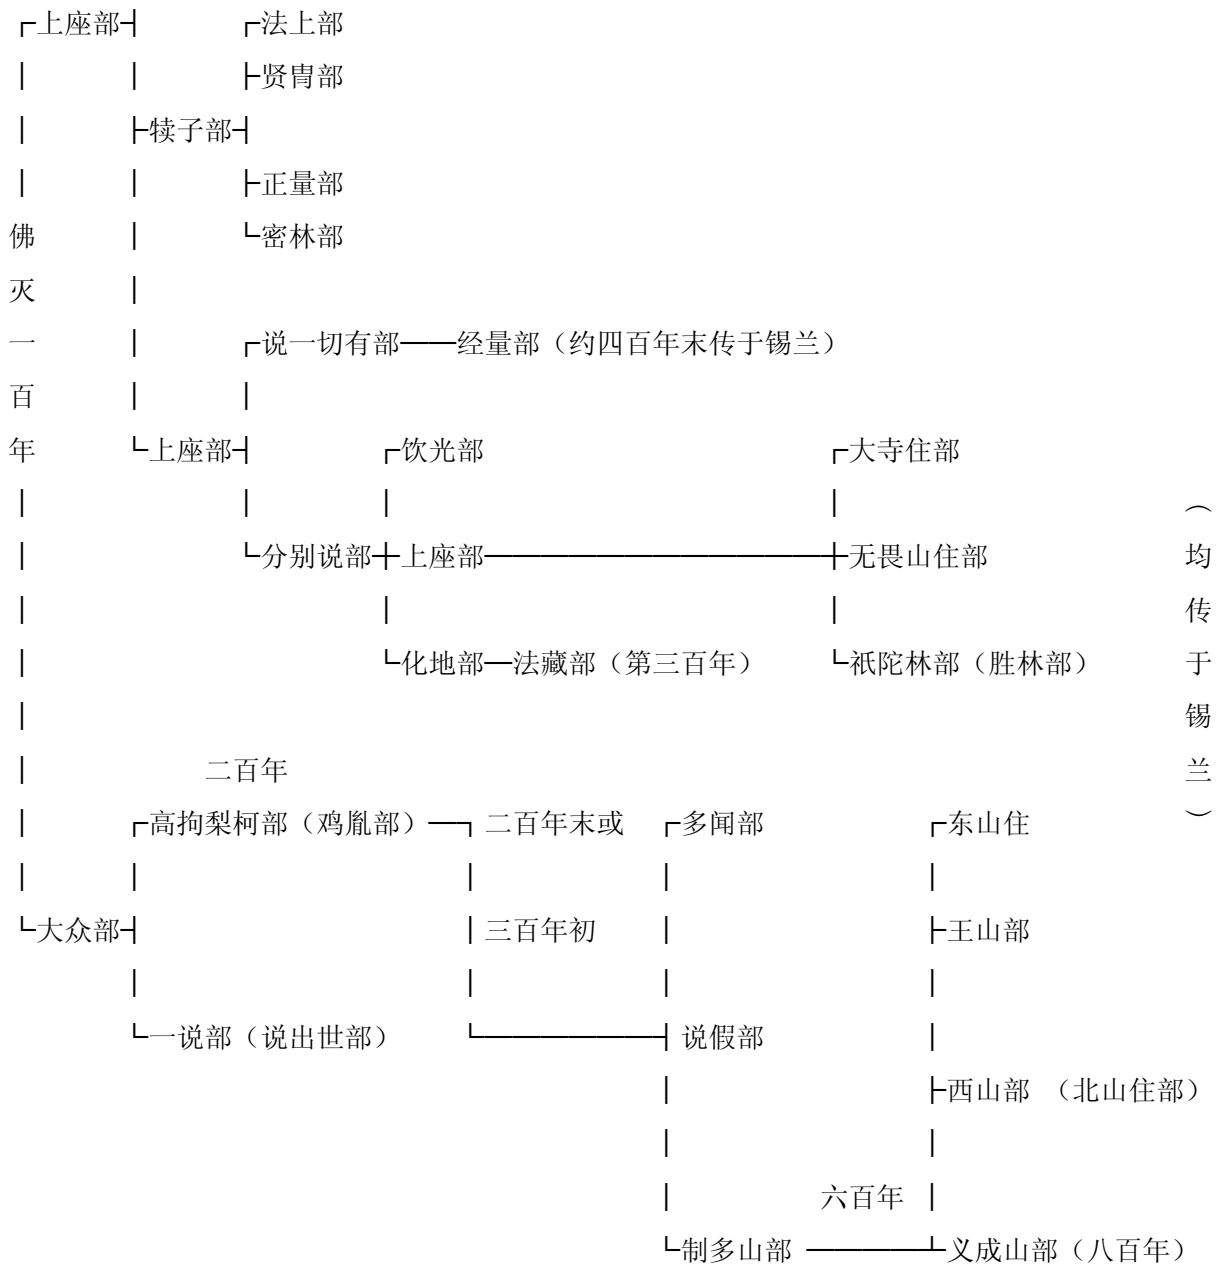 ┌上座部┤　　　┌法上部
│　　　│　　　├贤胄部
│　　　├犊子部┤
│　　　│　　　├正量部
佛　　　│　　　└密林部
灭　　　│
一　　　│　　　┌说一切有部──经量部（约四百年末传于锡兰）
百　　　│　　　│
年　　　└上座部┤　　　　┌饮光部　　　　　　　　　　　　┌大寺住部
│　　　　　　　│　　　　│　　　　　　　　　　　　　　　│　　　　　　　　　　　　（
│　　　　　　　└分别说部┼上座部────────────┼无畏山住部　　　　　　　均
│　　　　　　　　　　　　│　　　　　　　　　　　　　　　│　　　　　　　　　　　　传
│　　　　　　　　　　　　└化地部─法藏部（第三百年）　　└祇陀林部（胜林部）　　　于
│　　　　　　　　　　　　　　　　　　　　　　　　　　　　　　　　　　　　　　　　锡
│　　　　　　二百年　　　　　　　　　　　　　　　　　　　　　　　　　　　　　　　兰
│　　　┌高拘梨柯部（鸡胤部）─┐二百年末或　┌多闻部　　　　　┌东山住　　　　　　）
│　　　│　　　　　　　　　　　│　　　　　　│　　　　　　　　│
└大众部┤　　　　　　　　　　　│三百年初　　│　　　　　　　　├王山部
　　　　│　　　　　　　　　　　│　　　　　　│　　　　　　　　│
　　　　└一说部（说出世部）　　└──────┤说假部　　　　　│
　　　　　　　　　　　　　　　　　　　　　　　│　　　　　　　　├西山部　（北山住部）
　　　　　　　　　　　　　　　　　　　　　　　│　　　　　　　　│
　　　　　　　　　　　　　　　　　　　　　　　│　　　　六百年　│
　　　　　　　　　　　　　　　　　　　　　　　└制多山部────┴义成山部（八百年）